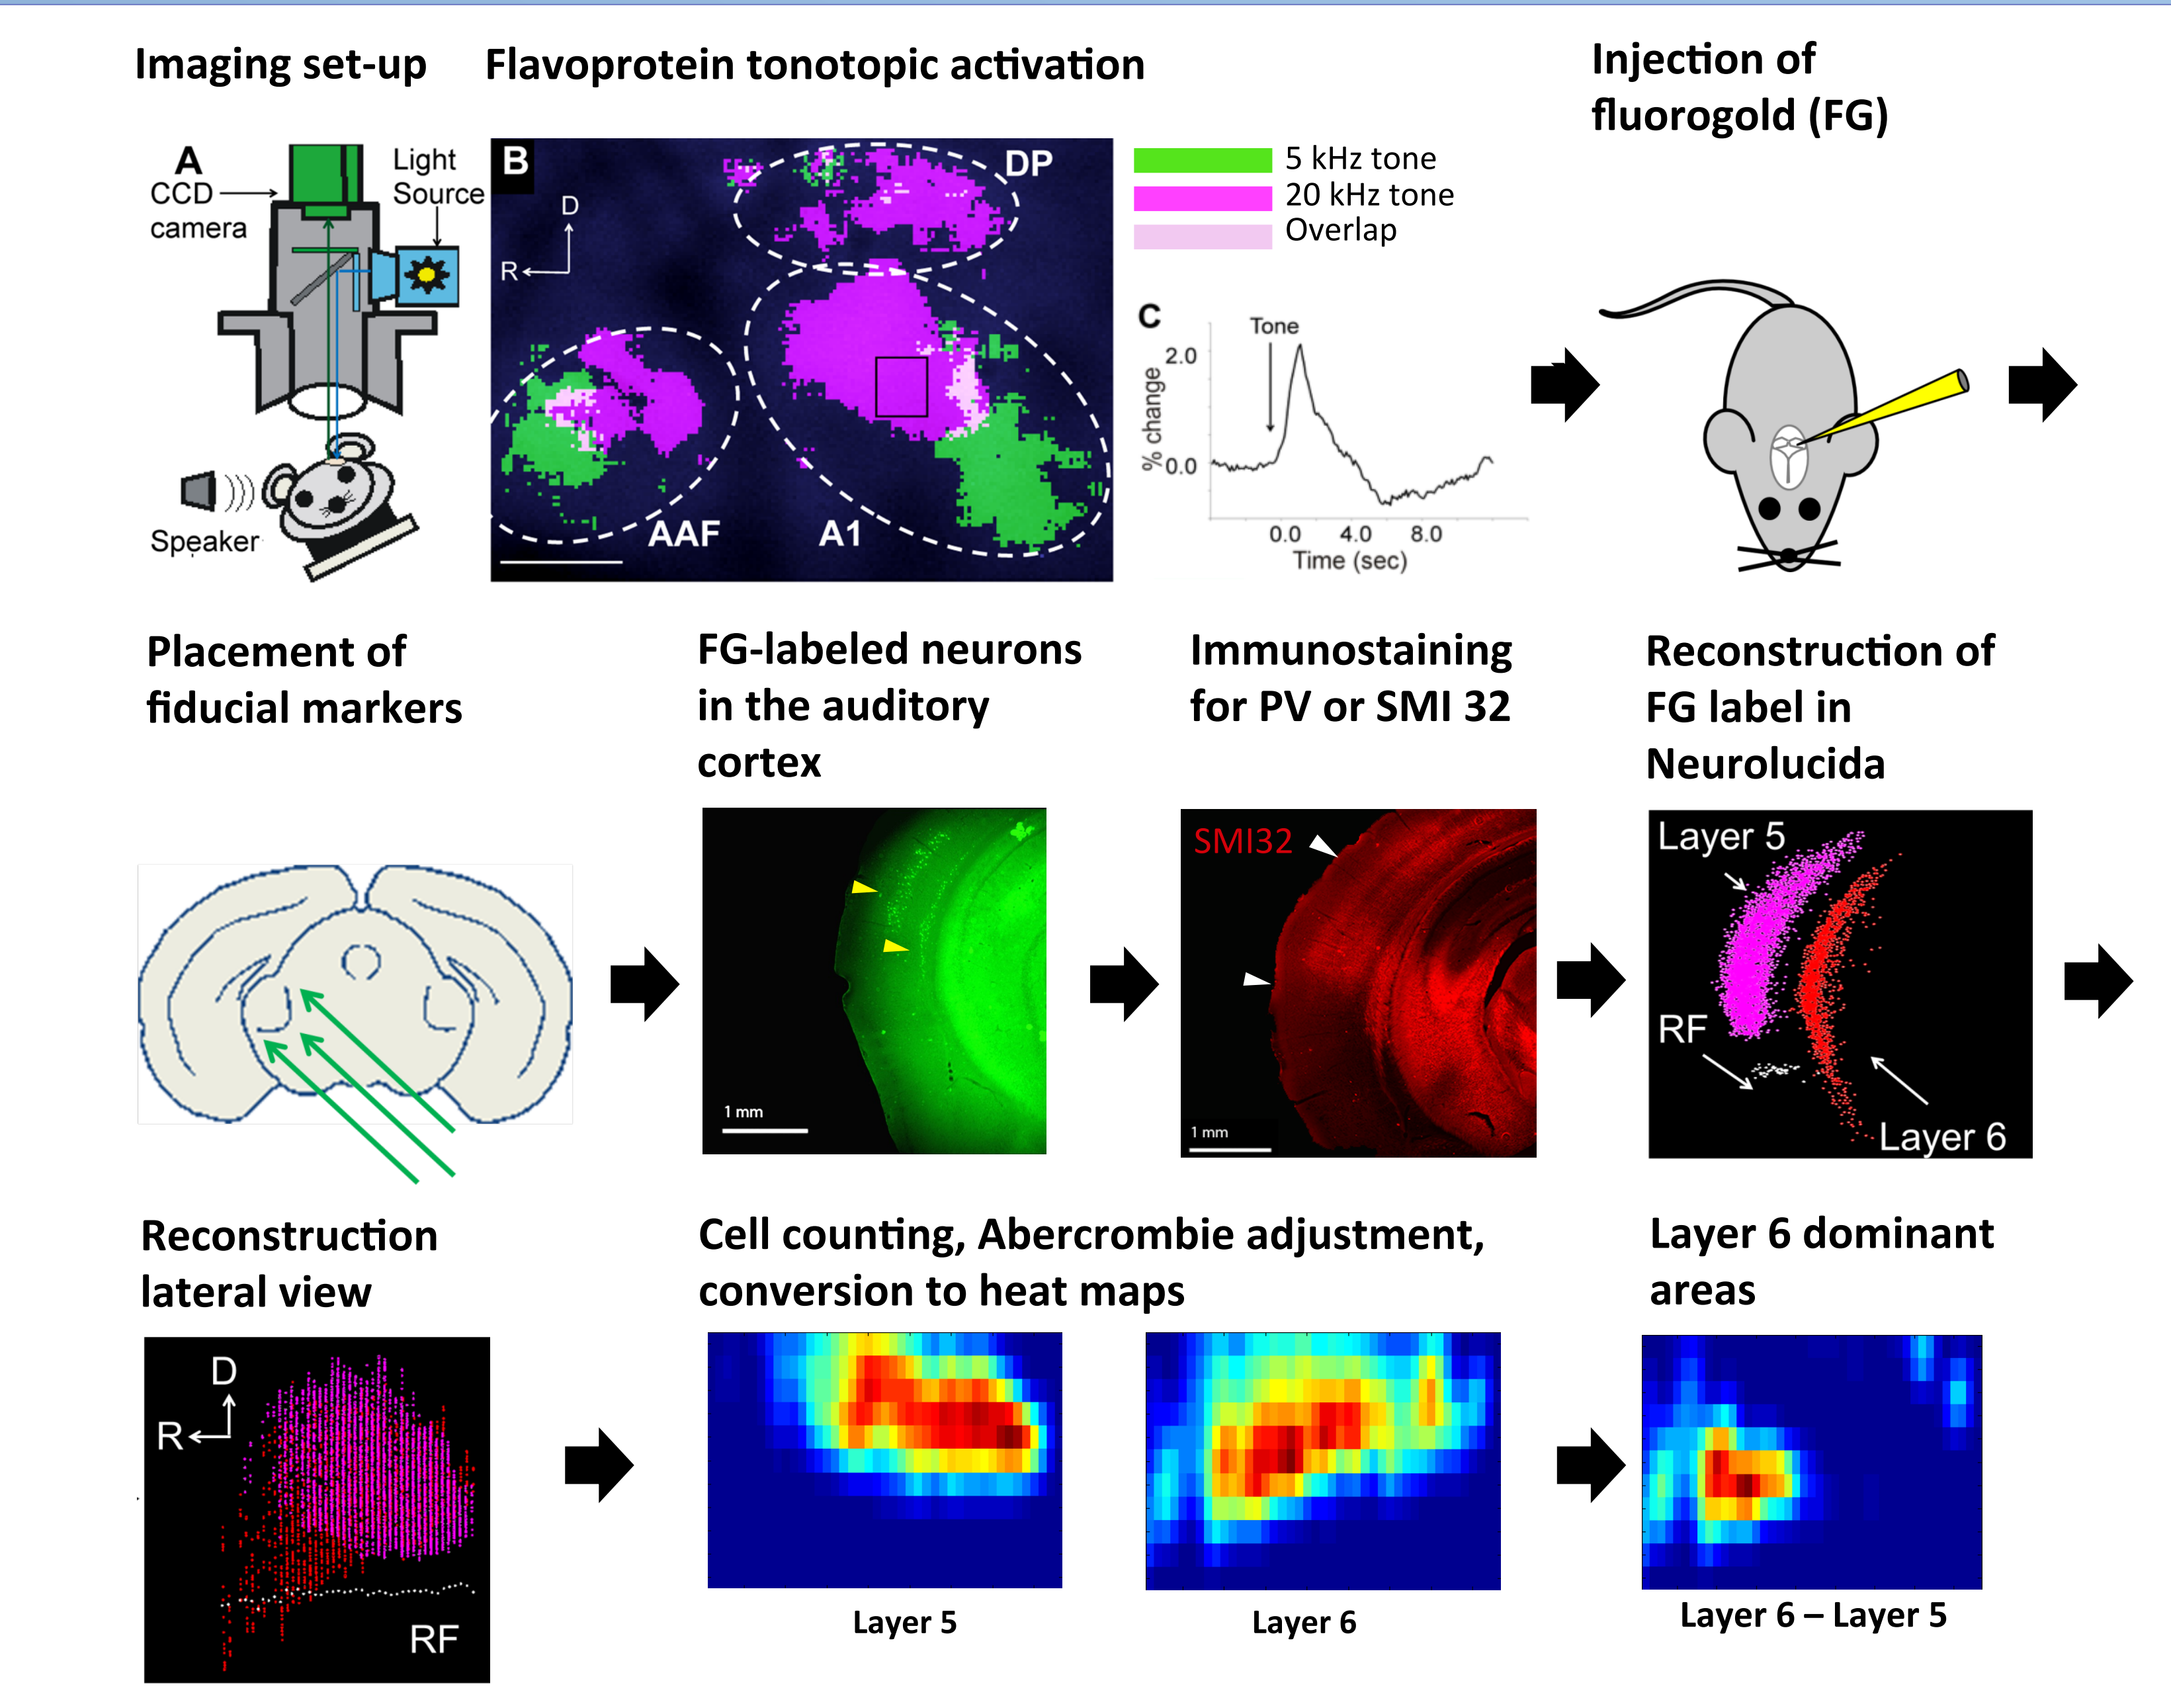 Imaging set-up
Flavoprotein tonotopic activation
Injection of
fluorogold (FG)
A
CCD
camera
Light
Source
Speaker
B
D
R
DP
AAF
A1
5 kHz tone
20 kHz tone
Overlap
C
Tone
% change
2.0
0.0
0.0 4.0 8.0
Time (sec)
Placement of
fiducial markers
FG-labeled neurons
in the auditory
cortex
1 mm
Immunostaining
for PV or SMI 32
SMI32
1 mm
Reconstruction of
FG label in
Neurolucida
Layer 5
RF
Layer 6
Reconstruction
lateral view
D
R
RF
Cell counting, Abercrombie adjustment,
conversion to heat maps
Layer 5
Layer 6
Layer 6 dominant
areas
Layer 6 – Layer 5